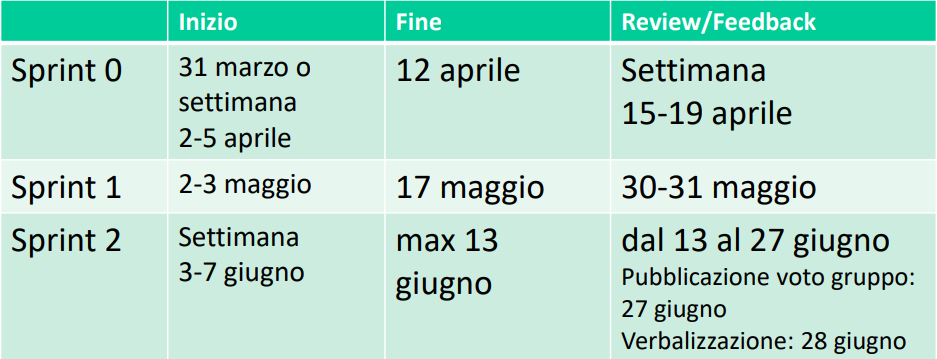 Inizio Fine Review/Feedback
Sprint 0
31 marzo o
settimana
2-5 aprile
12 aprile
Settimana
15-19 aprile
Sprint 1
2-3 maggio
17 maggio
30-31 maggio
Sprint 2
Settimana
3-7 giugno
max 13
giugno
dal 13 al 27 giugno
Pubblicazione voto gruppo:
27 giugno
Verbalizzazione: 28 giugno